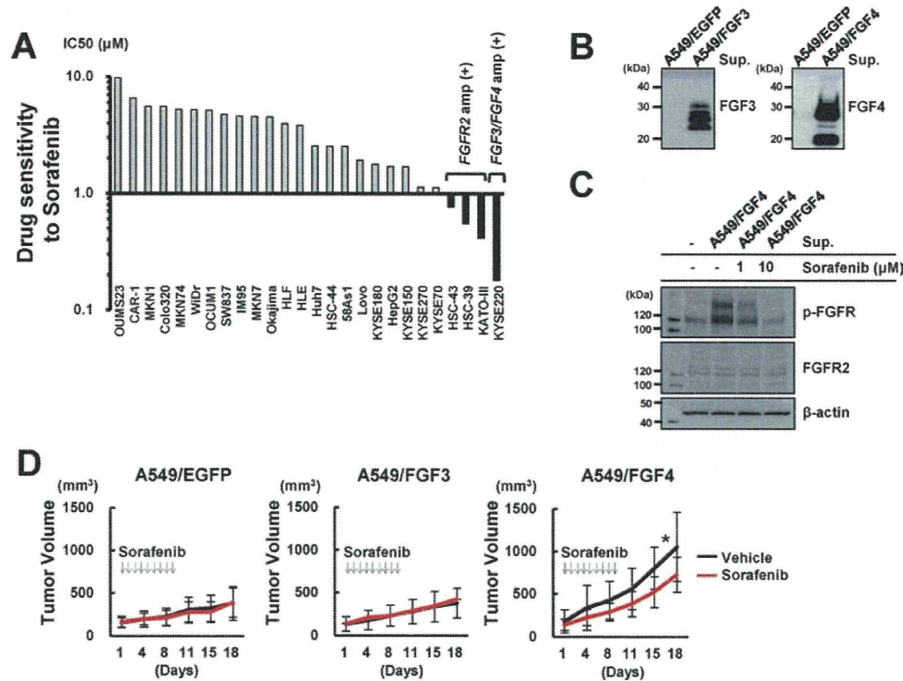 A
IC50 (μM)
Drug sensitivity
to Sorafenib
10.0
1.0
0.1
FGFR2 amp (+)
FGF3/FGF4 amp (+)
OUMS23
CAR-1
MKN1
Colo320
MKN74
WiDr
OCUM1
SW837
IM95
MKN7
Okajima
HLF
HLE
Huh7
HSC-44
58As1
Lovo
KYSE180
HepG2
KYSE150
KYSE270
KYSE70
HSC-43
HSC-39
KATO-III
KYSE220
B
A549/EGFP
A549/FGF3
Sup.
(kDa)
40
30
20
FGF3
A549/EGFP
A549/FGF4
Sup.
(kDa)
40
30
20
FGF4
C
- A549/FGF4 A549/FGF4 A549/FGF4 Sup.
- - 1 10 Sorafenib (μM)
(kDa)
120
100
p-FGFR
120
100
FGFR2
50
40
β-actin
D
A549/EGFP
(mm³)
Tumor Volume
1500
1000
500
0
Sorafenib
1 4 8 11 15 18
(Days)
A549/FGF3
(mm³)
Tumor Volume
1500
1000
500
0
Sorafenib
1 4 8 11 15 18
(Days)
A549/FGF4
(mm³)
Tumor Volume
1500
1000
500
0
Sorafenib
*
1 4 8 11 15 18
(Days)
Vehicle
Sorafenib